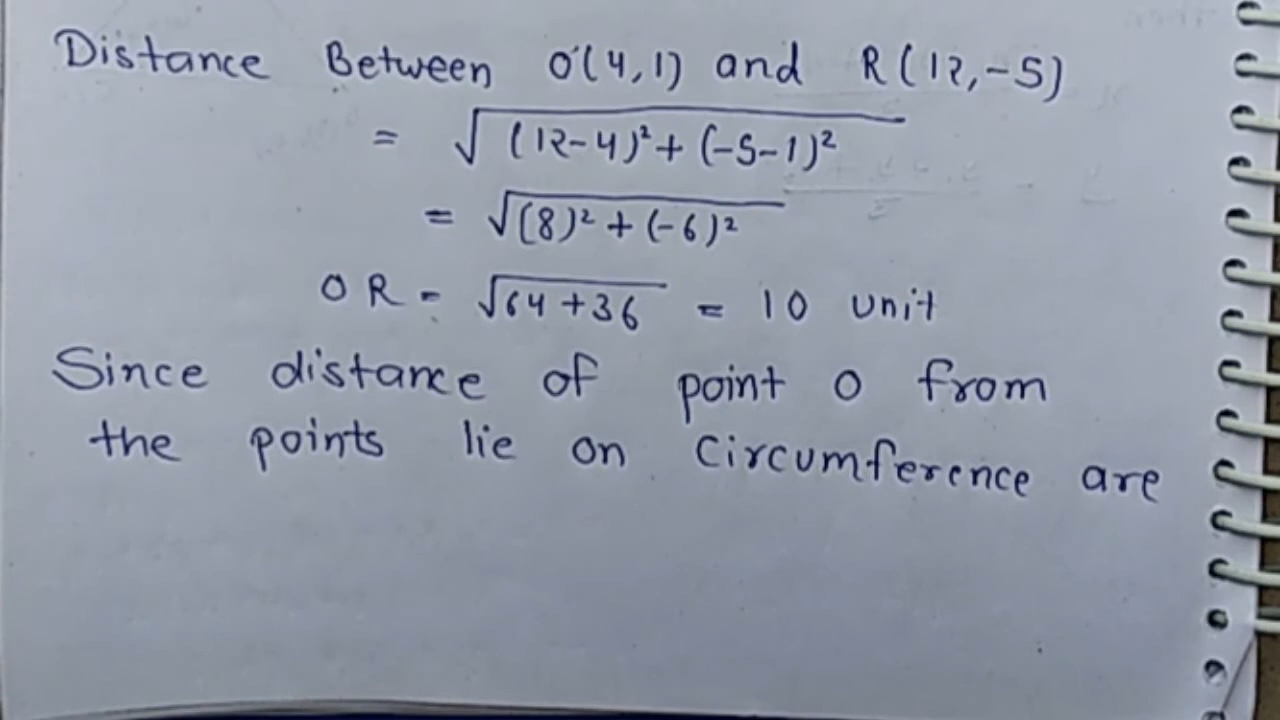 Distance Between O(4,1) and R(12,-5)
= √(12-4)²+(-5-1)²
= √(8)²+(-6)²
OR = √64+36 = 10 unit
Since distance of point O from
the points lie on Circumference are